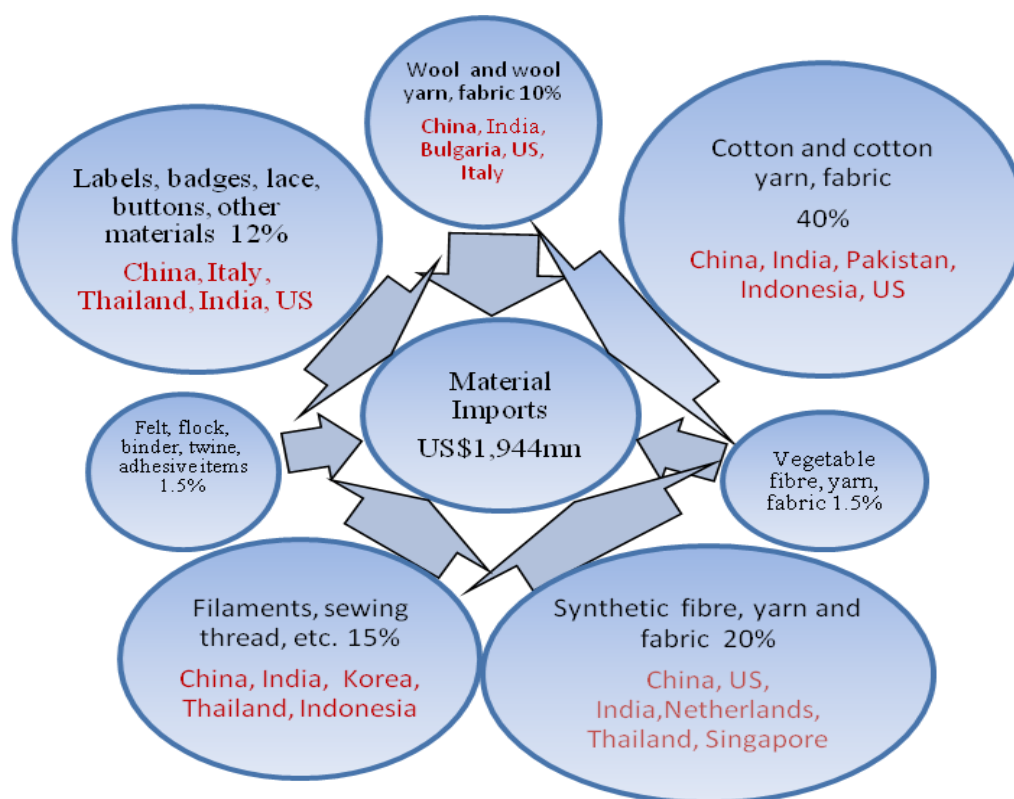 Wool and wool
yarn, fabric 10%
China, India,
Bulgaria, US,
Italy
Labels, badges, lace,
buttons, other
materials 12%
China, Italy,
Thailand, India, US
Cotton and cotton
yarn, fabric
40%
China, India, Pakistan,
Indonesia, US
Material
Imports
US$1,944mn
Felt, flock,
binder, twine,
adhesive items
1.5%
Vegetable
fibre, yarn,
fabric 1.5%
Filaments, sewing
thread, etc. 15%
China, India, Korea,
Thailand, Indonesia
Synthetic fibre, yarn and
fabric 20%
China, US,
India,Netherlands,
Thailand, Singapore